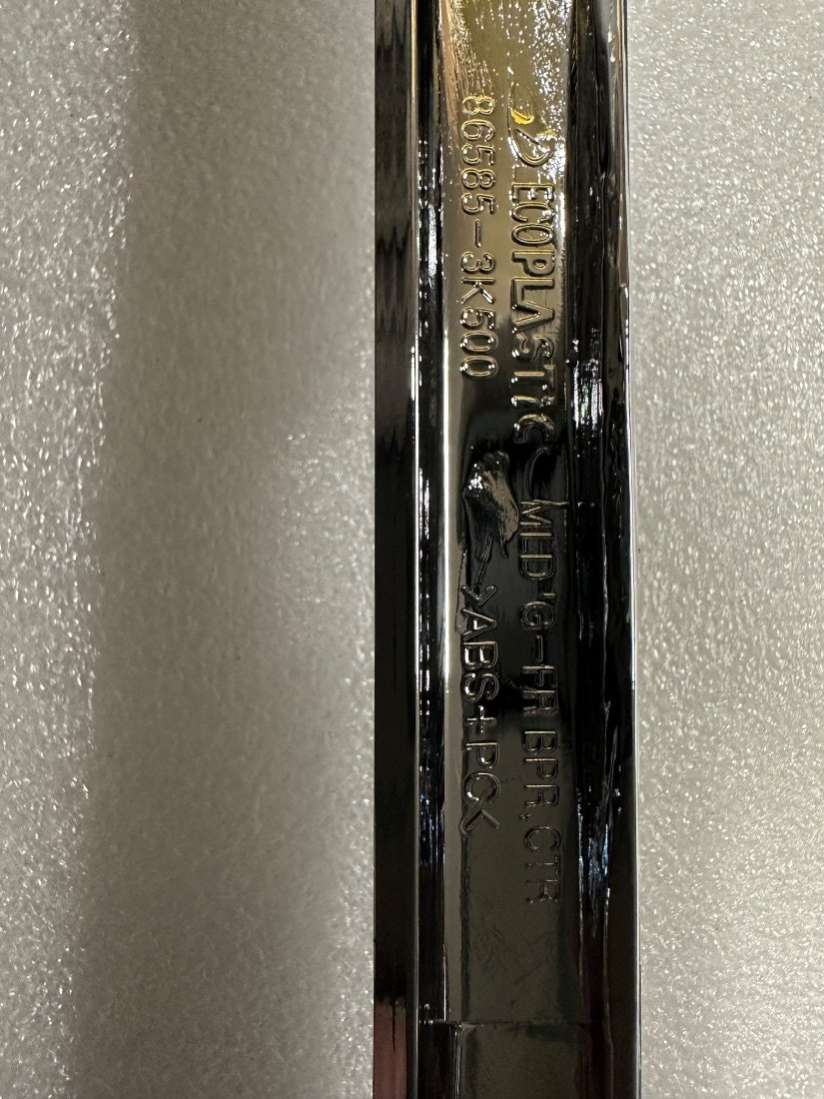 ECOPLASTIC MLD'G-FR BPR,CTR
86585-3K500
>ABS+PC<